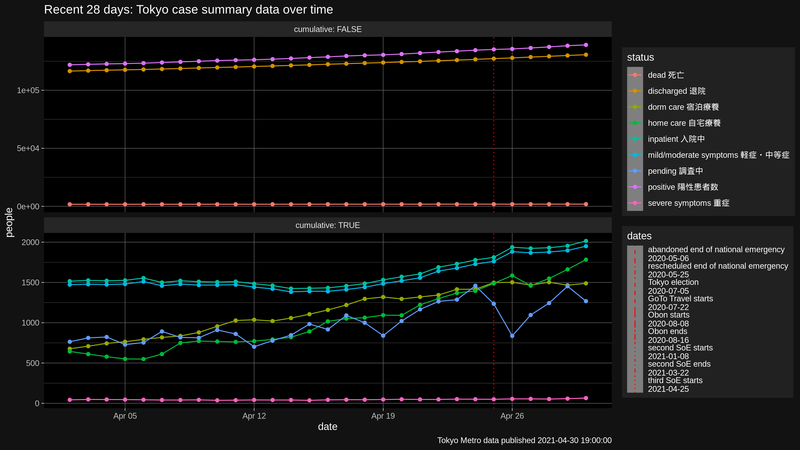 Recent 28 days: Tokyo case summary data over time
cumulative: FALSE
1e+05
5e+04
0e+00
cumulative: TRUE
2000
1500
1000
500
0
people
Apr 05
Apr 12
Apr 19
Apr 26
date
Tokyo Metro data published 2021-04-30 19:00:00
status
dead 死亡
discharged 退院
dorm care 宿泊療養
home care 自宅療養
inpatient 入院中
mild/moderate symptoms 軽症・中等症
pending 調査中
positive 陽性患者数
severe symptoms 重症
dates
abandoned end of national emergency
2020-05-06
rescheduled end of national emergency
2020-05-25
Tokyo election
2020-07-05
GoTo Travel starts
2020-07-22
Obon starts
2020-08-08
Obon ends
2020-08-16
second SoE starts
2021-01-08
second SoE ends
2021-03-22
third SoE starts
2021-04-25